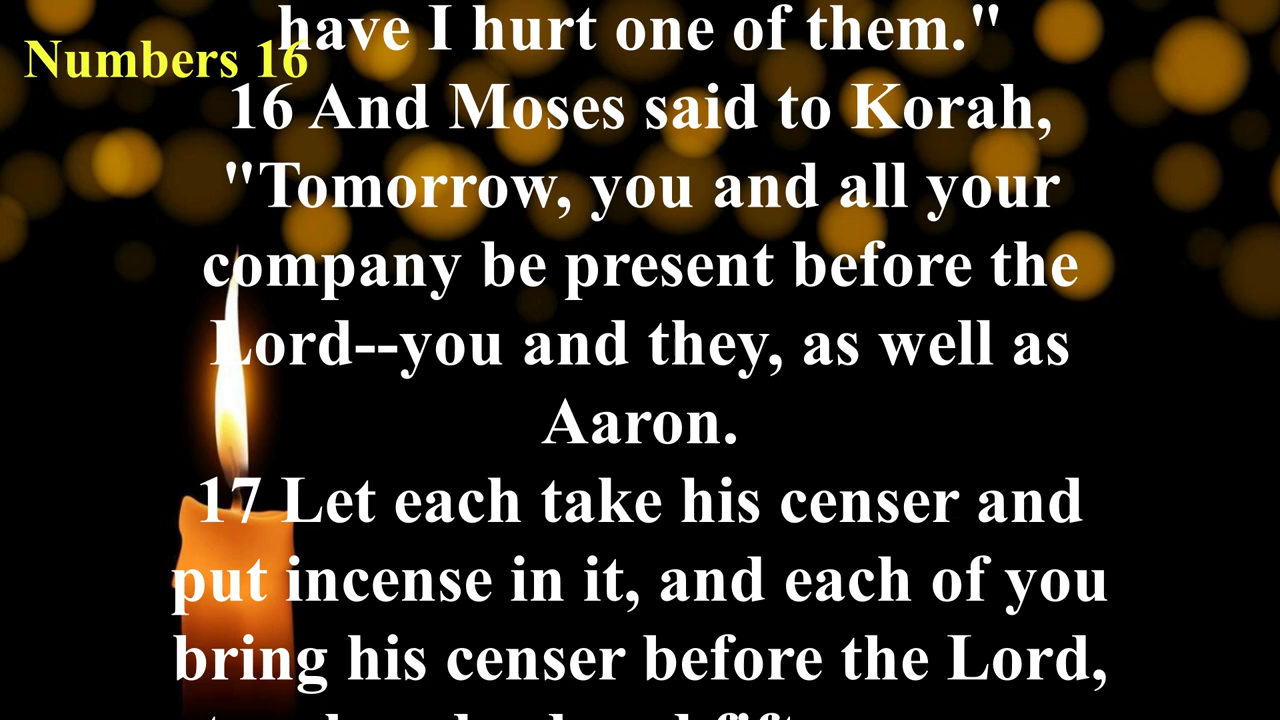 have I hurt one of them."
Numbers 16
16 And Moses said to Korah,
"Tomorrow, you and all your
company be present before the
Lord--you and they, as well as
Aaron.
17 Let each take his censer and
put incense in it, and each of you
bring his censer before the Lord,